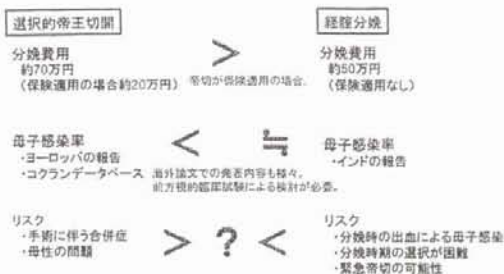 選択的帝王切開
経腟分娩
分娩費用
約70万円
（保険適用の場合約20万円）
＞
帝切が保険適用の場合、
分娩費用
約50万円
（保険適用なし）
母子感染率
・ヨーロッパの報告
・コクランデータベース
＜
≒
海外論文での発表内容も様々。
前方視的臨床試験による検討が必要。
母子感染率
・インドの報告
リスク
・手術に伴う合併症
・母性の問題
＞ ? ＜
リスク
・分娩時の出血による母子感染
・分娩時期の選択が困難
・緊急帝切の可能性